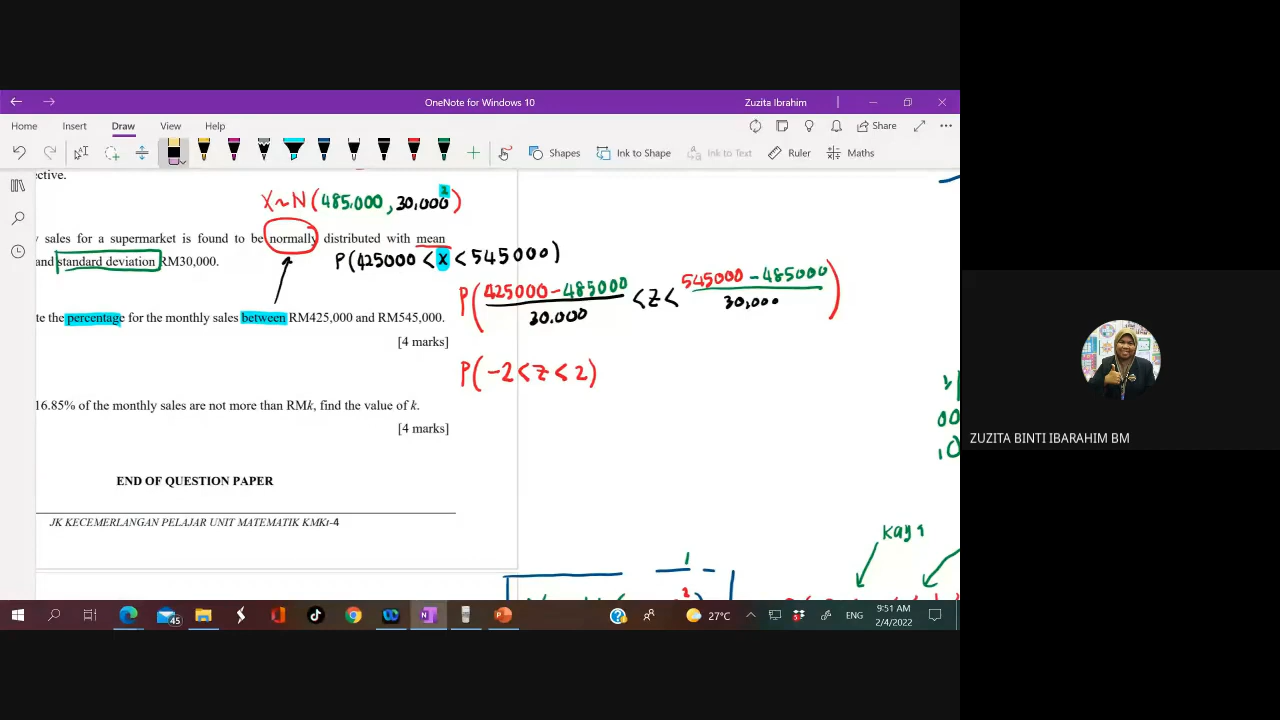 OneNote for Windows 10
Zuzita Ibrahim
Home Insert Draw View Help
Share
Shapes Ink to Shape Ink to Text Ruler Maths
ective.
X~N(485.000, 30.000²)
sales for a supermarket is found to be normally distributed with mean
and standard deviation RM30,000.
P(425000 < x < 545000)
P(425000 - 485000 / 30.000 < z < 545000 - 485000 / 30,000)
te the percentage for the monthly sales between RM425,000 and RM545,000.
[4 marks]
P(-2 < z < 2)
16.85% of the monthly sales are not more than RMk, find the value of k.
[4 marks]
END OF QUESTION PAPER
JK KECEMERLANGAN PELAJAR UNIT MATEMATIK KMKt-4
ZUZITA BINTI IBARAHIM BM
1
2
45
27°C
ENG
9:51 AM
2/4/2022